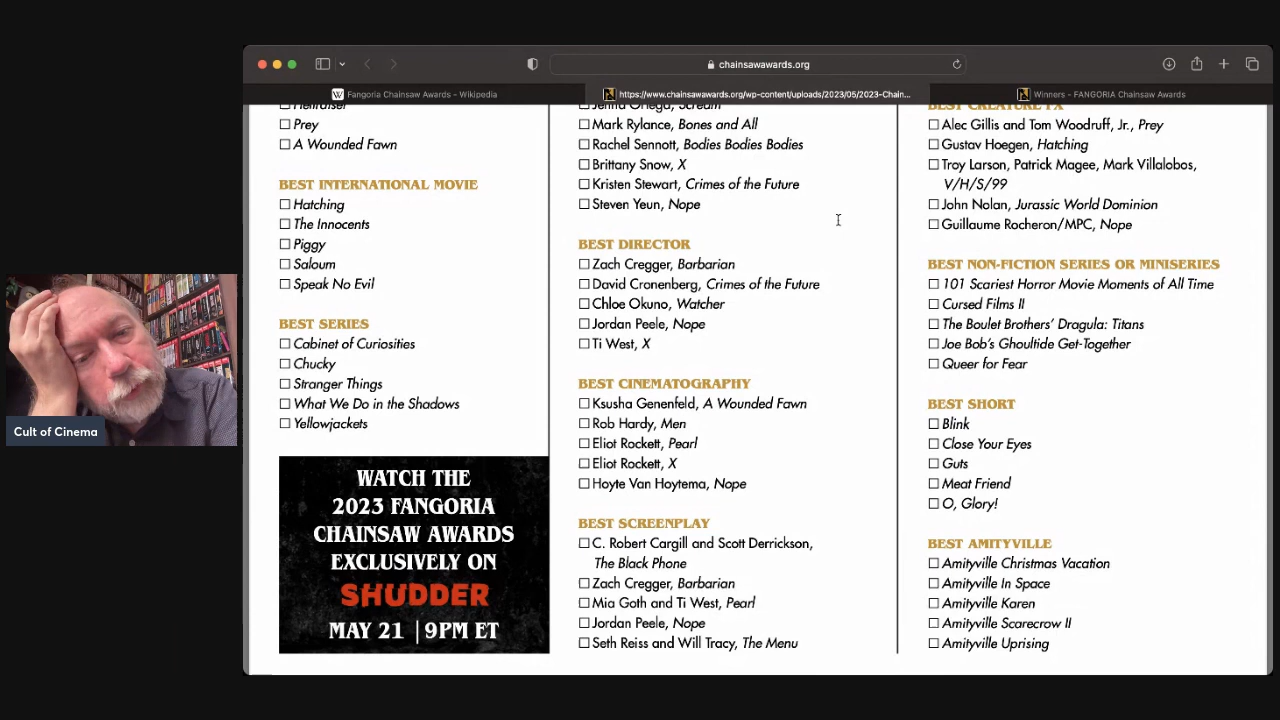 chainsawawards.org
Fangoria Chainsaw Awards - Wikipedia
https://www.chainsawawards.org/wp-content/uploads/2023/05/2023-Chain...
Winners - FANGORIA Chainsaw Awards
Hellraiser
Prey
A Wounded Fawn
BEST INTERNATIONAL MOVIE
Hatching
The Innocents
Piggy
Saloum
Speak No Evil
BEST SERIES
Cabinet of Curiosities
Chucky
Stranger Things
What We Do in the Shadows
Yellowjackets
WATCH THE
2023 FANGORIA
CHAINSAW AWARDS
EXCLUSIVELY ON
SHUDDER
MAY 21 | 9PM ET
Jenna Ortega, Scream
Mark Rylance, Bones and All
Rachel Sennott, Bodies Bodies Bodies
Brittany Snow, X
Kristen Stewart, Crimes of the Future
Steven Yeun, Nope
BEST DIRECTOR
Zach Cregger, Barbarian
David Cronenberg, Crimes of the Future
Chloe Okuno, Watcher
Jordan Peele, Nope
Ti West, X
BEST CINEMATOGRAPHY
Ksusha Genenfeld, A Wounded Fawn
Rob Hardy, Men
Eliot Rockett, Pearl
Eliot Rockett, X
Hoyte Van Hoytema, Nope
BEST SCREENPLAY
C. Robert Cargill and Scott Derrickson,
The Black Phone
Zach Cregger, Barbarian
Mia Goth and Ti West, Pearl
Jordan Peele, Nope
Seth Reiss and Will Tracy, The Menu
BEST CREATURE FX
Alec Gillis and Tom Woodruff, Jr., Prey
Gustav Hoegen, Hatching
Troy Larson, Patrick Magee, Mark Villalobos,
V/H/S/99
John Nolan, Jurassic World Dominion
Guillaume Rocheron/MPC, Nope
BEST NON-FICTION SERIES OR MINISERIES
101 Scariest Horror Movie Moments of All Time
Cursed Films II
The Boulet Brothers' Dragula: Titans
Joe Bob's Ghoultide Get-Together
Queer for Fear
BEST SHORT
Blink
Close Your Eyes
Guts
Meat Friend
O, Glory!
BEST AMITYVILLE
Amityville Christmas Vacation
Amityville In Space
Amityville Karen
Amityville Scarecrow II
Amityville Uprising
Cult of Cinema